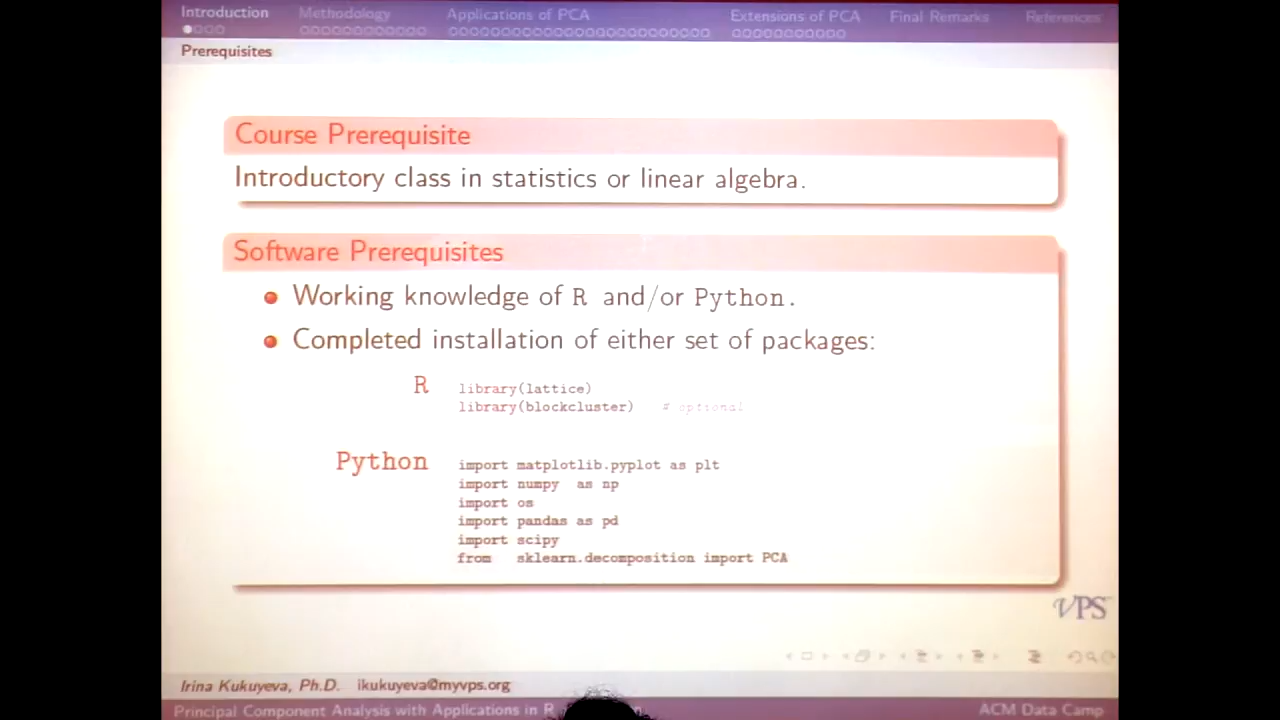 Introduction Methodology Applications of PCA Extensions of PCA Final Remarks References
Prerequisites
Course Prerequisite
Introductory class in statistics or linear algebra.
Software Prerequisites
Working knowledge of R and/or Python.
Completed installation of either set of packages:
R library(lattice)
library(blockcluster) # optional
Python import matplotlib.pyplot as plt
import numpy as np
import os
import pandas as pd
import scipy
from sklearn.decomposition import PCA
VPS
Irina Kukuyeva, Ph.D. ikukuyeva@myvps.org
Principal Component Analysis with Applications in R ACM Data Camp